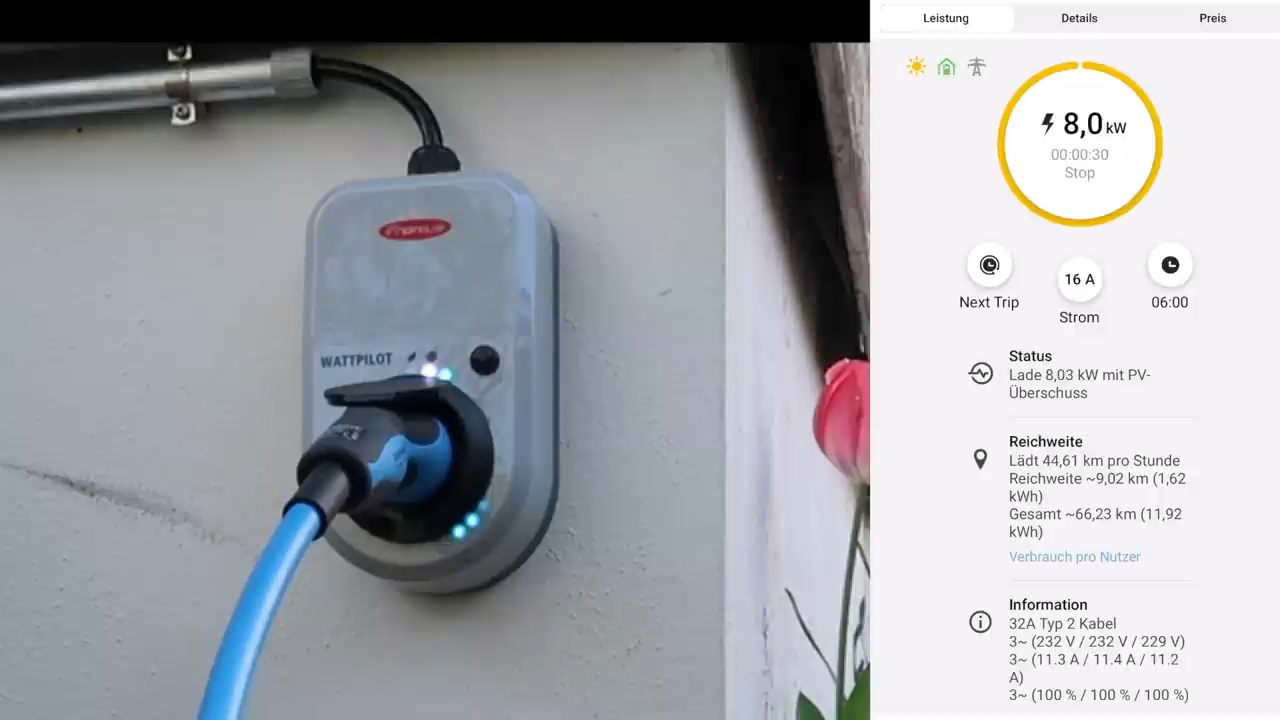 Fronius
WATTPILOT
Leistung
Details
Preis
8,0 kW
00:00:30
Stop
16 A
Next Trip
Strom
06:00
Status
Lade 8,03 kW mit PV-
Überschuss
Reichweite
Lädt 44,61 km pro Stunde
Reichweite ~9,02 km (1,62
kWh)
Gesamt ~66,23 km (11,92
kWh)
Verbrauch pro Nutzer
Information
32A Typ 2 Kabel
3~ (232 V / 232 V / 229 V)
3~ (11.3 A / 11.4 A / 11.2
A)
3~ (100 % / 100 % / 100 %)